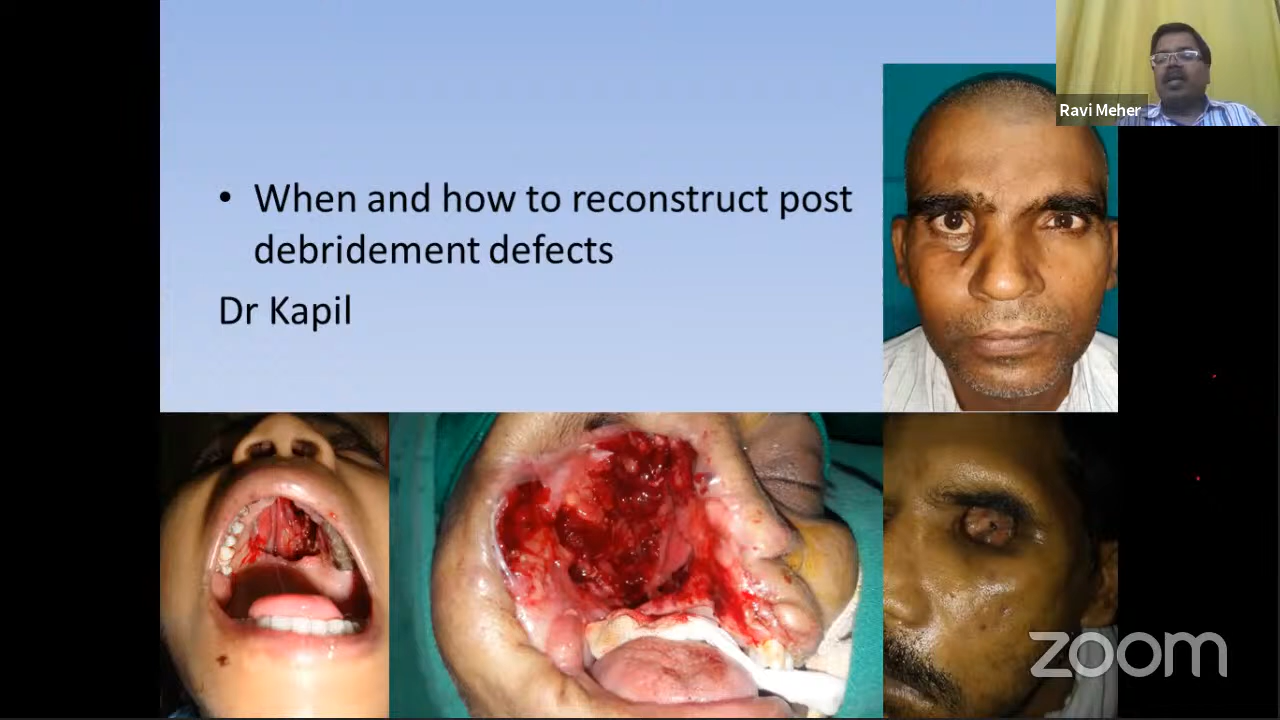 Ravi Meher
• When and how to reconstruct post
debridement defects
Dr Kapil
zoom